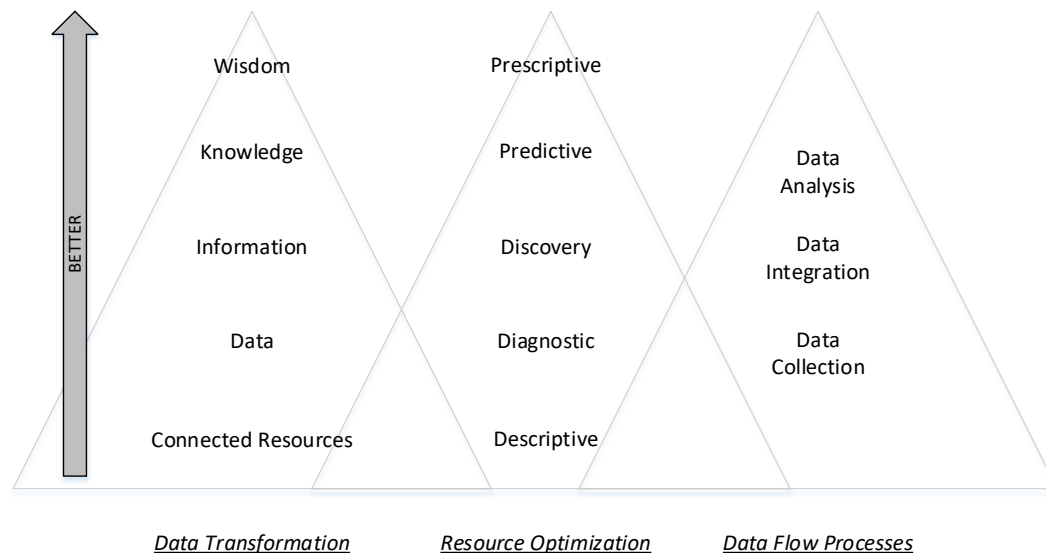 BETTER
Wisdom
Knowledge
Information
Data
Connected Resources
Data Transformation
Prescriptive
Predictive
Discovery
Diagnostic
Descriptive
Resource Optimization
Data
Analysis
Data
Integration
Data
Collection
Data Flow Processes